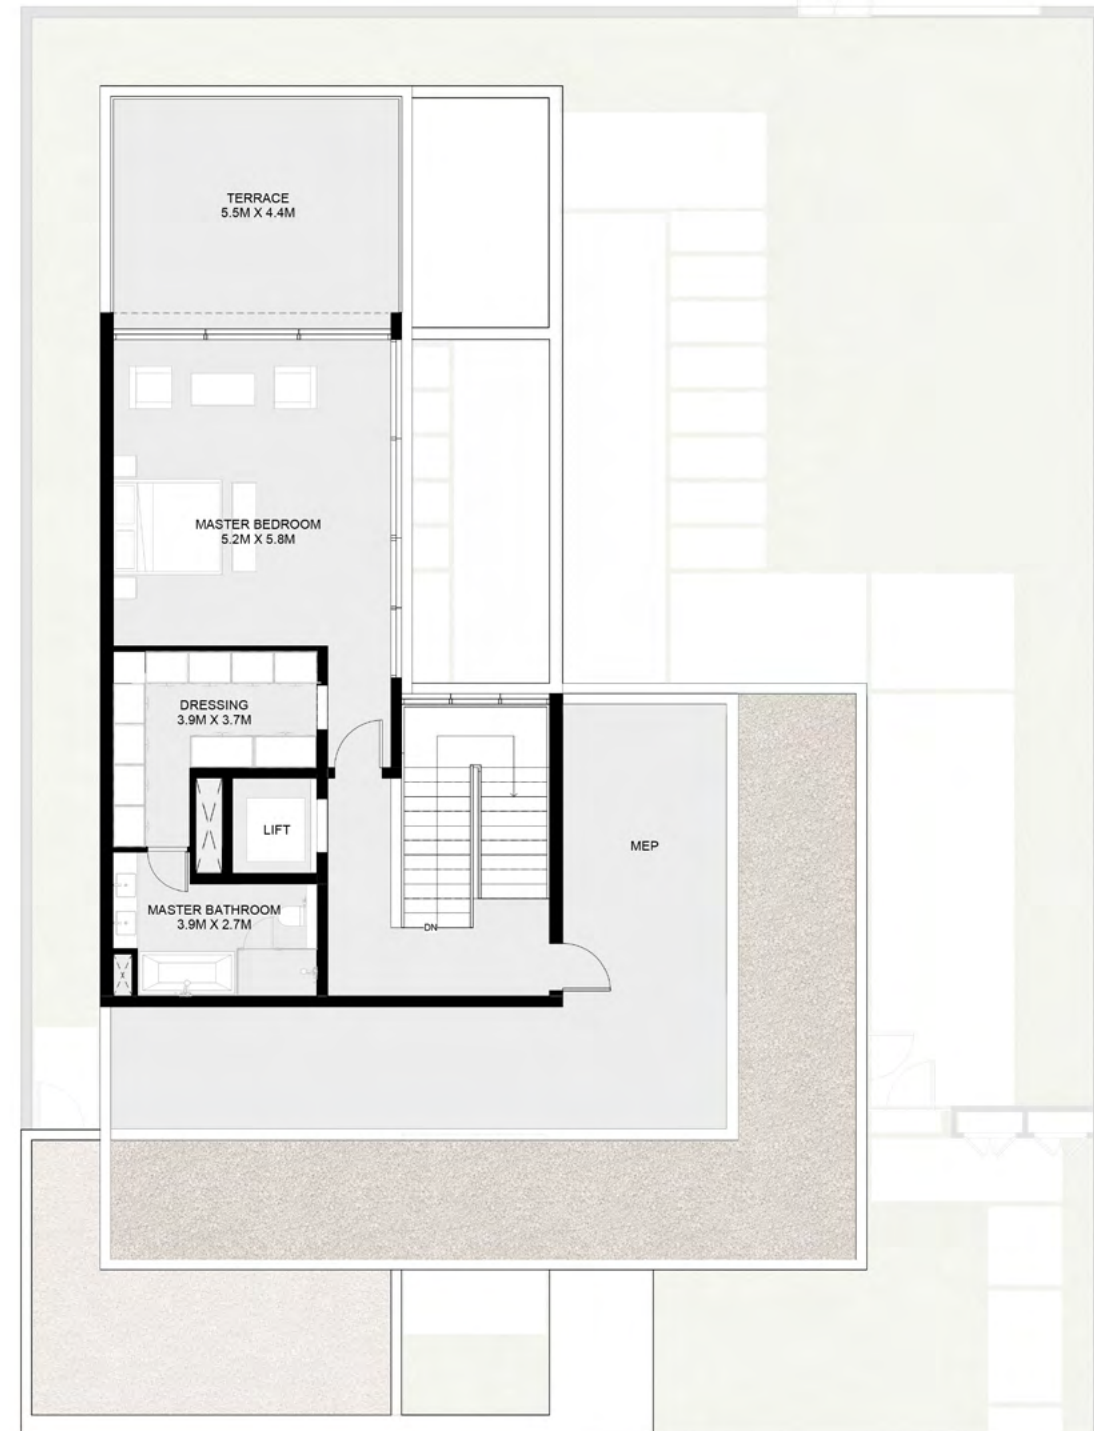 TERRACE
5.5M X 4.4M
MASTER BEDROOM
5.2M X 5.8M
DRESSING
3.9M X 3.7M
LIFT
MEP
MASTER BATHROOM
3.9M X 2.7M
DN